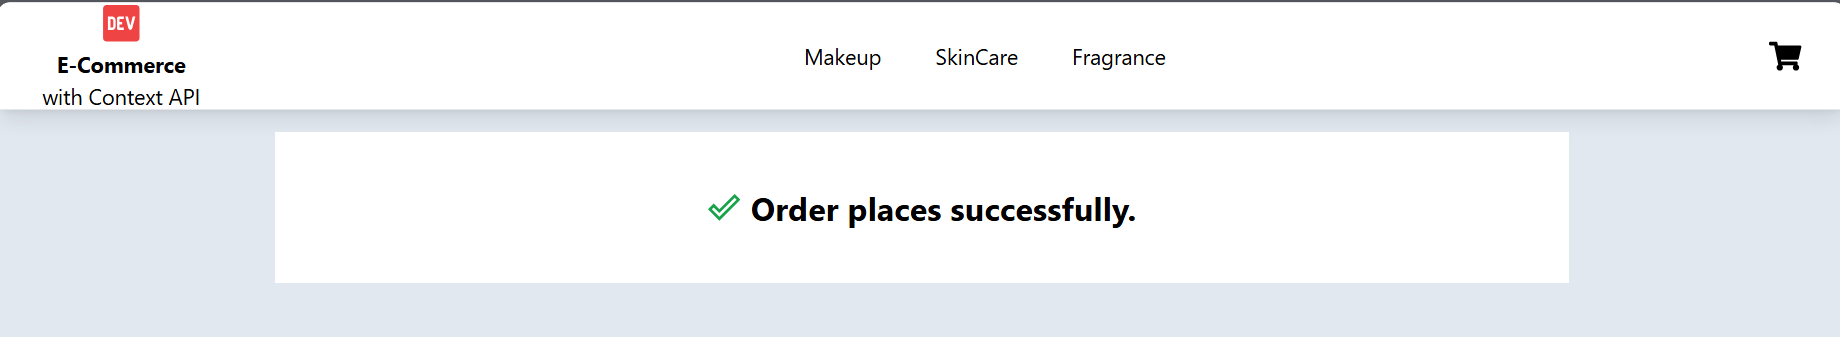 DEV
E-Commerce
with Context API
Makeup SkinCare Fragrance
Order places successfully.